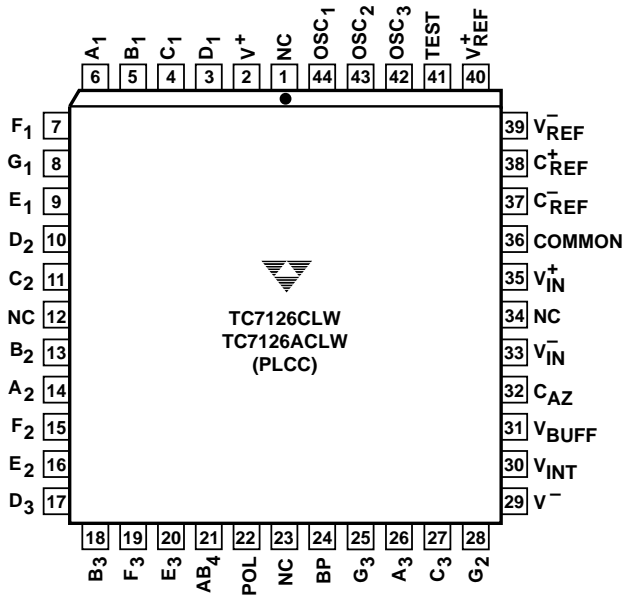 A1 B1 C1 D1 V+ NC OSC1 OSC2 OSC3 TEST V+REF
6 5 4 3 2 1 44 43 42 41 40
F1 7
G1 8
E1 9
D2 10
C2 11
NC 12
B2 13
A2 14
F2 15
E2 16
D3 17
TC7126CLW
TC7126ACLW
(PLCC)
39 V−REF
38 C+REF
37 C−REF
36 COMMON
35 V+IN
34 NC
33 V−IN
32 CAZ
31 VBUFF
30 VINT
29 V−
18 19 20 21 22 23 24 25 26 27 28
B3 F3 E3 AB4 POL NC BP G3 A3 C3 G2